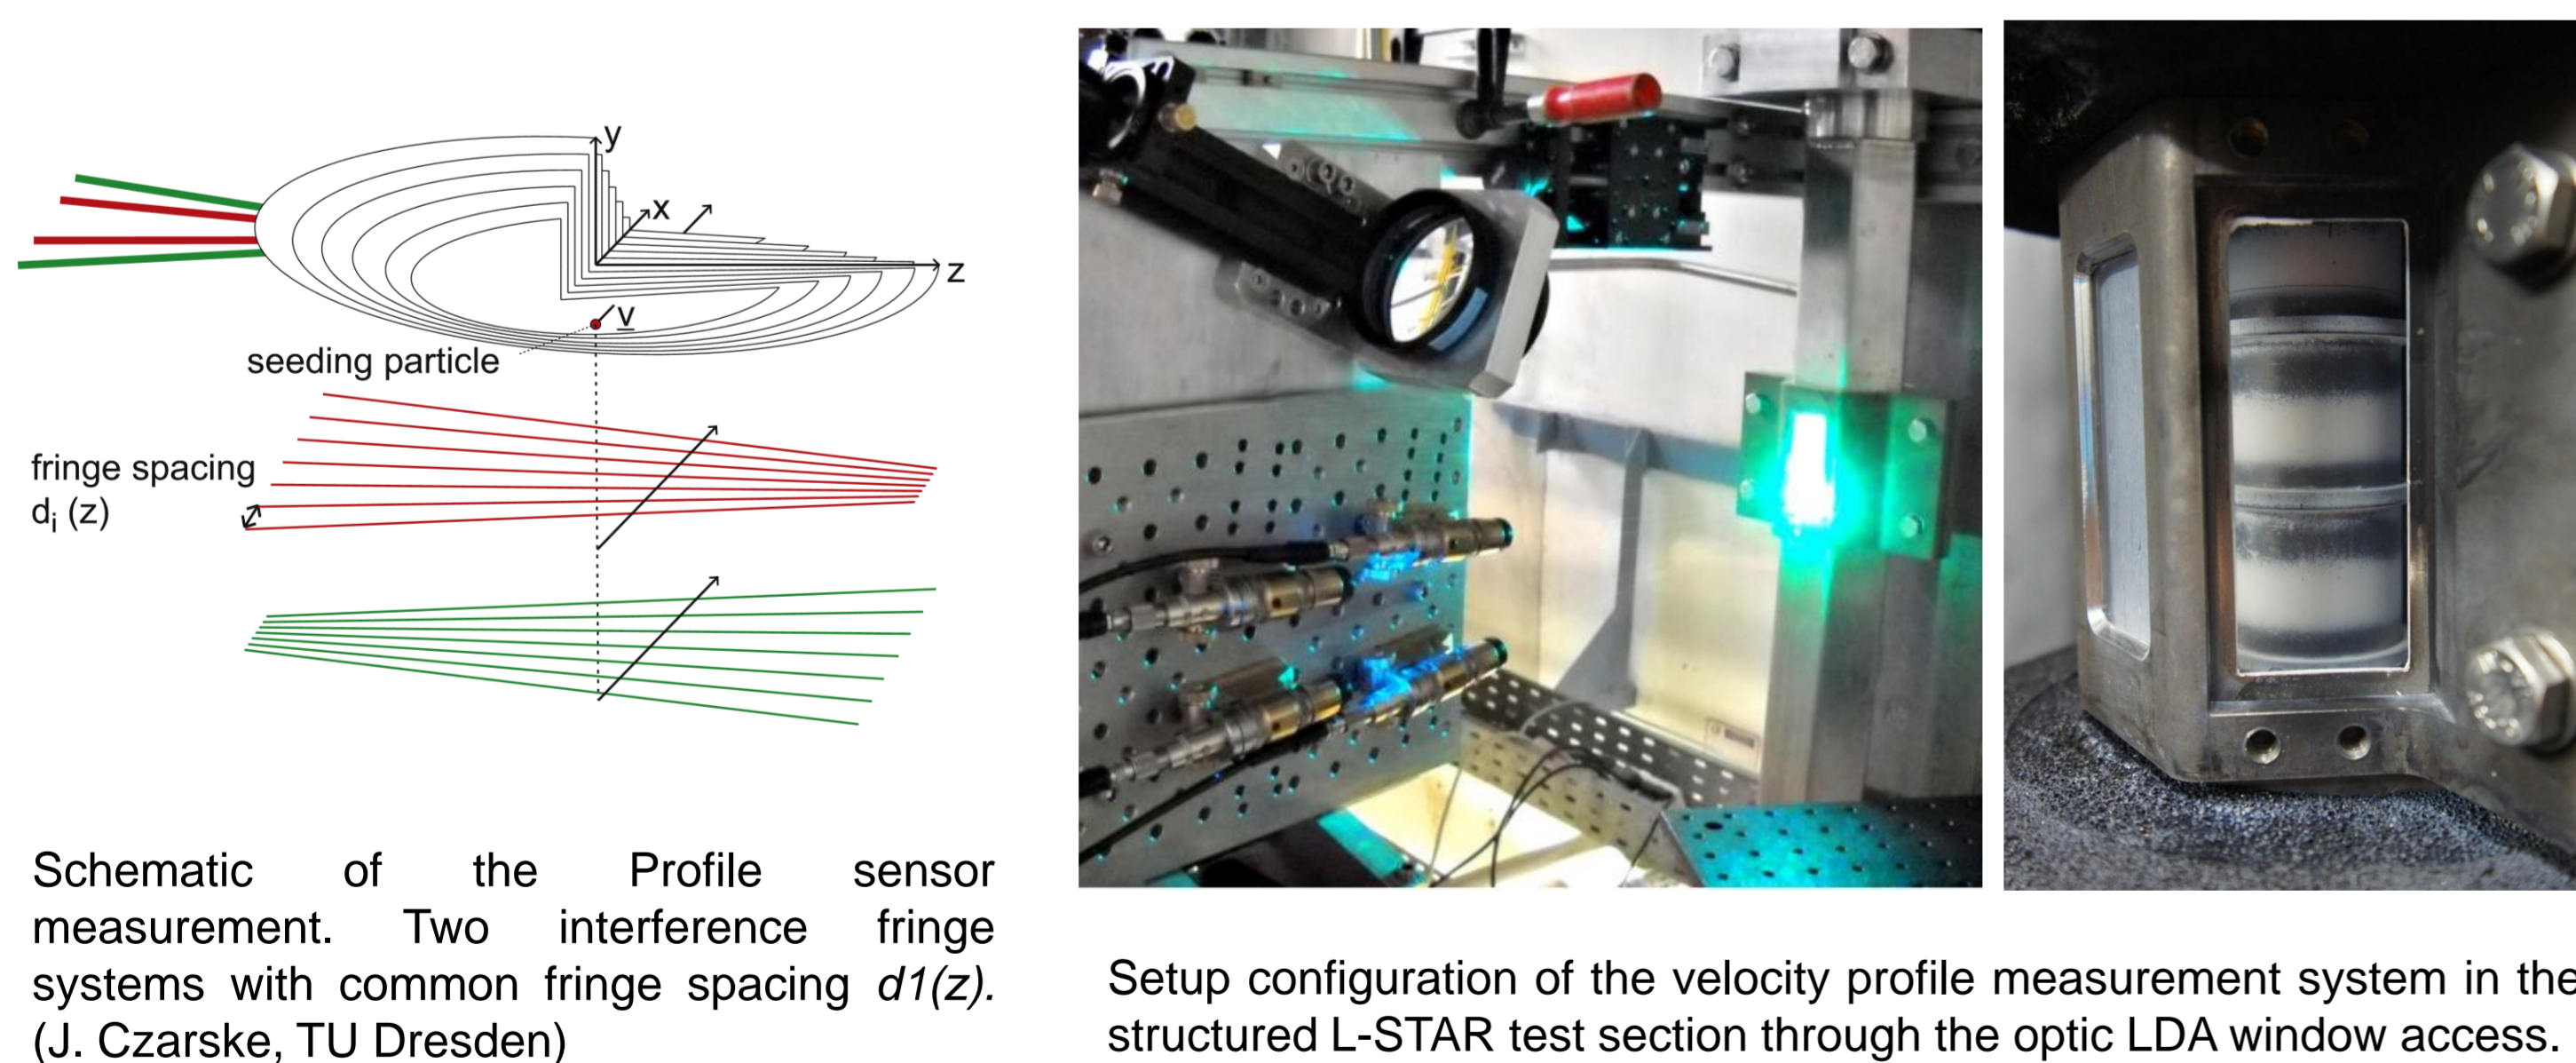 y
x
z
v
seeding particle
fringe spacing
di (z)
Schematic of the Profile sensor
measurement. Two interference fringe
systems with common fringe spacing d1(z).
(J. Czarske, TU Dresden)
Setup configuration of the velocity profile measurement system in the
structured L-STAR test section through the optic LDA window access.